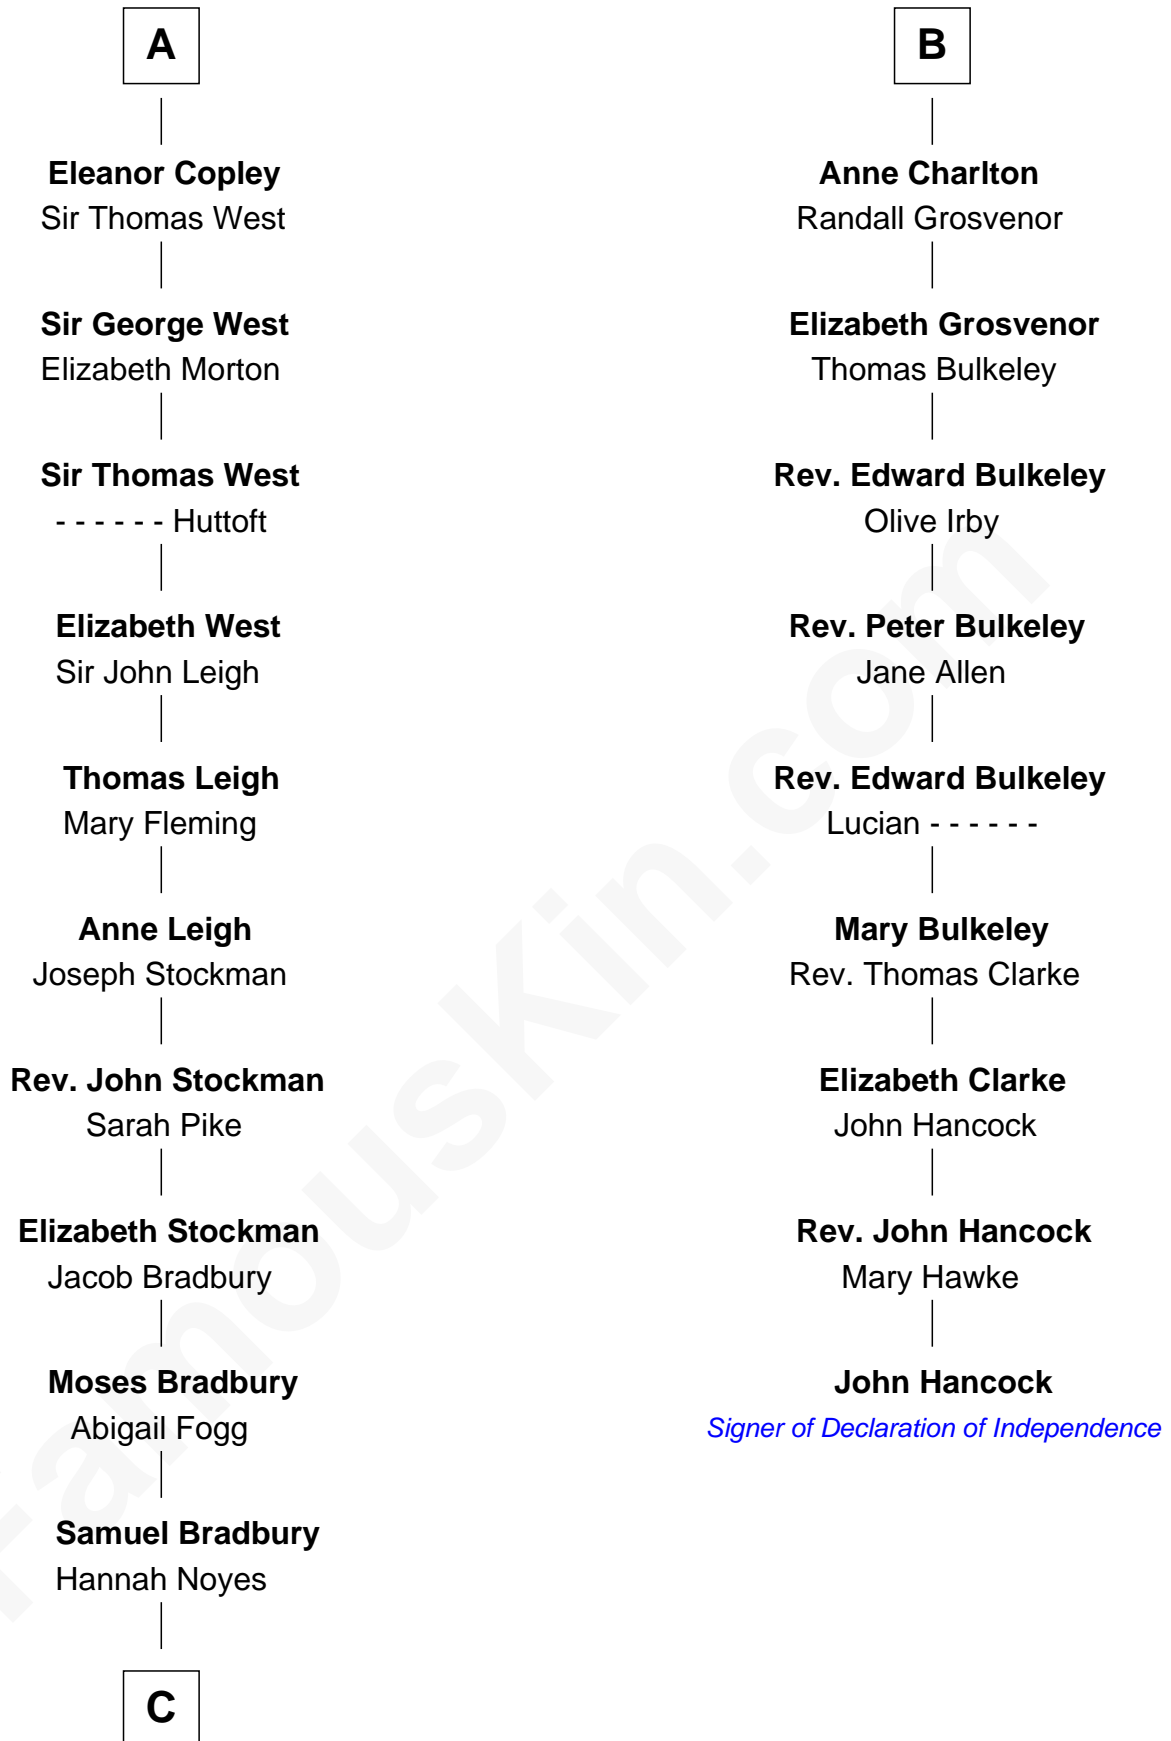 A
Eleanor Copley
Sir Thomas West
Sir George West
Elizabeth Morton
Sir Thomas West
- - - - - - Huttoft
Elizabeth West
Sir John Leigh
Thomas Leigh
Mary Fleming
Anne Leigh
Joseph Stockman
Rev. John Stockman
Sarah Pike
Elizabeth Stockman
Jacob Bradbury
Moses Bradbury
Abigail Fogg
Samuel Bradbury
Hannah Noyes
C
B
Anne Charlton
Randall Grosvenor
Elizabeth Grosvenor
Thomas Bulkeley
Rev. Edward Bulkeley
Olive Irby
Rev. Peter Bulkeley
Jane Allen
Rev. Edward Bulkeley
Lucian - - - - - -
Mary Bulkeley
Rev. Thomas Clarke
Elizabeth Clarke
John Hancock
Rev. John Hancock
Mary Hawke
John Hancock
Signer of Declaration of Independence
FamousKin.com